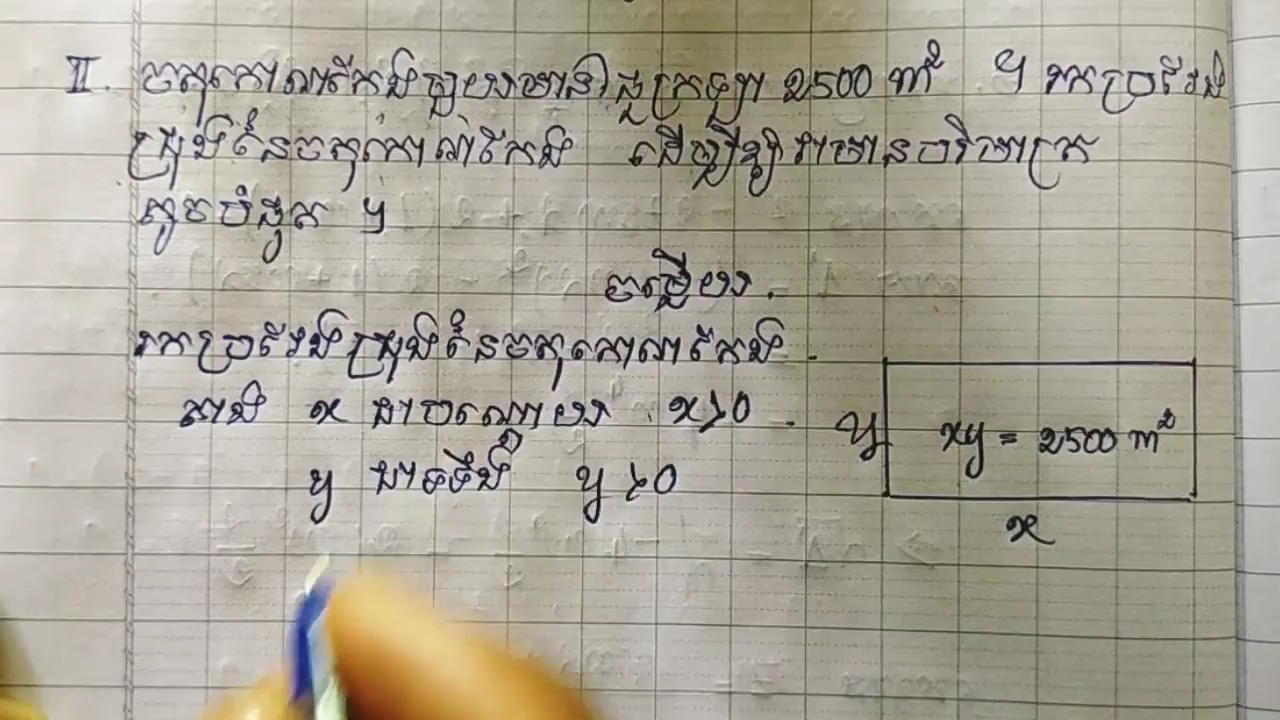 II. ចតុកោណកែងមួយមានផ្ទៃក្រឡា 2500 m² ។ រកប្រវែង
ជ្រុងនៃចតុកោណកែង ដើម្បីឱ្យវាមានបរិមាត្រ
តូចបំផុត ។
ចម្លើយ .
រកប្រវែងជ្រុងនៃចតុកោណកែង .
តាង x ជាបណ្តោយ . x>0 .
y ជាទទឹង y>0
y xy = 2500 m²
x